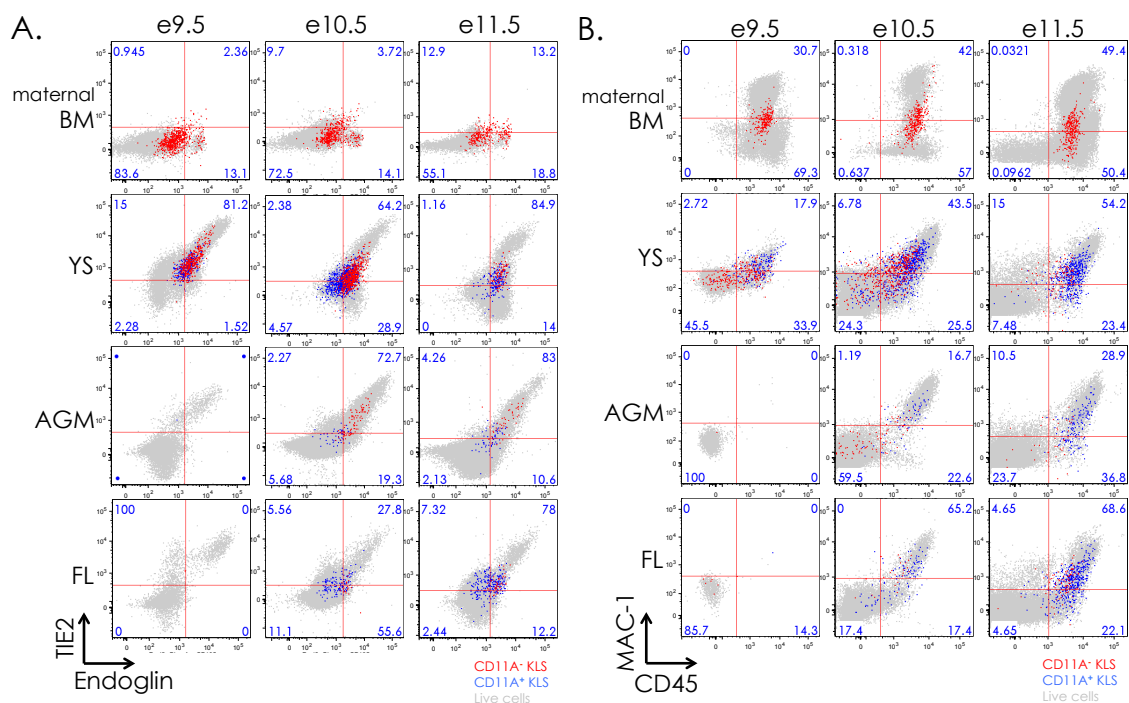 A.
e9.5 e10.5 e11.5
maternal
BM
0.945 2.36 9.7 3.72 12.9 13.2
83.6 13.1 72.5 14.1 55.1 18.8
YS
15 81.2 2.38 64.2 1.16 84.9
2.28 1.52 4.57 28.9 0 14
AGM
2.27 72.7 4.26 83
5.68 19.3 2.13 10.6
FL
100 0 5.56 27.8 7.32 78
0 0 11.1 55.6 2.44 12.2
TIE2
Endoglin
CD11A⁻ KLS
CD11A⁺ KLS
Live cells
B.
e9.5 e10.5 e11.5
maternal
BM
0 30.7 0.318 42 0.0321 49.4
0 69.3 0.637 57 0.0962 50.4
YS
2.72 17.9 6.78 43.5 15 54.2
45.5 33.9 24.3 25.5 7.48 23.4
AGM
0 0 1.19 16.7 10.5 28.9
100 0 59.5 22.6 23.7 36.8
FL
0 0 0 65.2 4.65 68.6
85.7 14.3 17.4 17.4 4.65 22.1
MAC-1
CD45
CD11A⁻ KLS
CD11A⁺ KLS
Live cells